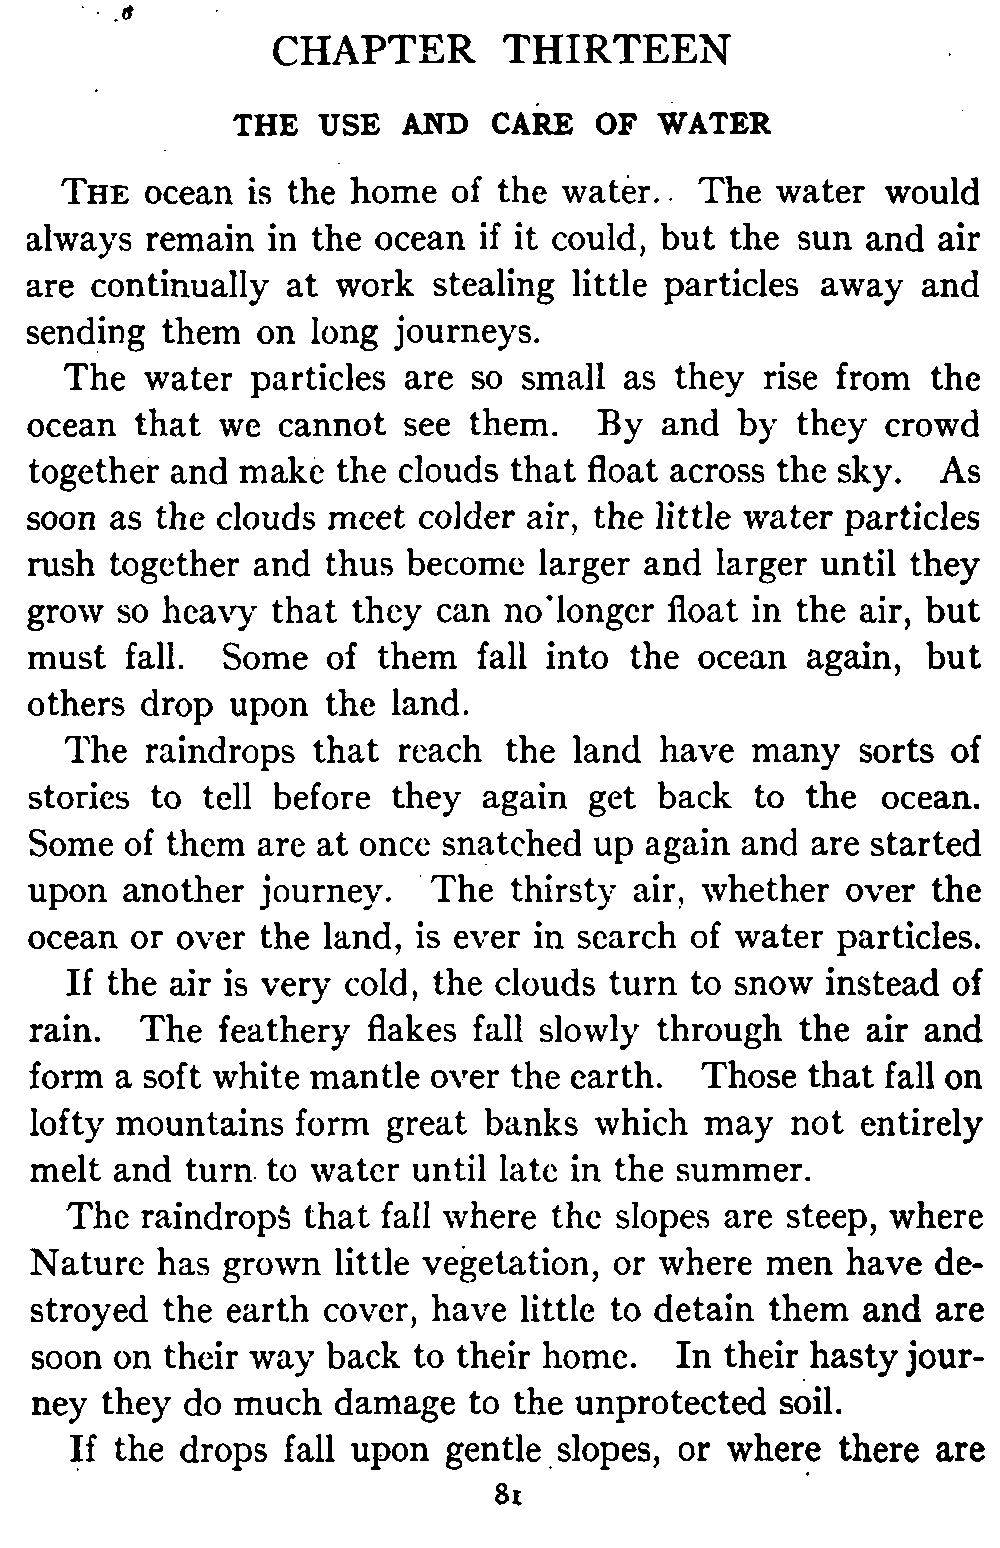 CHAPTER THIRTEEN
THE USE AND CARE OF WATER
THE ocean is the home of the water. The water would
always remain in the ocean if it could, but the sun and air
are continually at work stealing little particles away and
sending them on long journeys.
The water particles are so small as they rise from the
ocean that we cannot see them. By and by they crowd
together and make the clouds that float across the sky. As
soon as the clouds meet colder air, the little water particles
rush together and thus become larger and larger until they
grow so heavy that they can no longer float in the air, but
must fall. Some of them fall into the ocean again, but
others drop upon the land.
The raindrops that reach the land have many sorts of
stories to tell before they again get back to the ocean.
Some of them are at once snatched up again and are started
upon another journey. The thirsty air, whether over the
ocean or over the land, is ever in search of water particles.
If the air is very cold, the clouds turn to snow instead of
rain. The feathery flakes fall slowly through the air and
form a soft white mantle over the earth. Those that fall on
lofty mountains form great banks which may not entirely
melt and turn to water until late in the summer.
The raindrops that fall where the slopes are steep, where
Nature has grown little vegetation, or where men have de-
stroyed the earth cover, have little to detain them and are
soon on their way back to their home. In their hasty jour-
ney they do much damage to the unprotected soil.
If the drops fall upon gentle slopes, or where there are
81